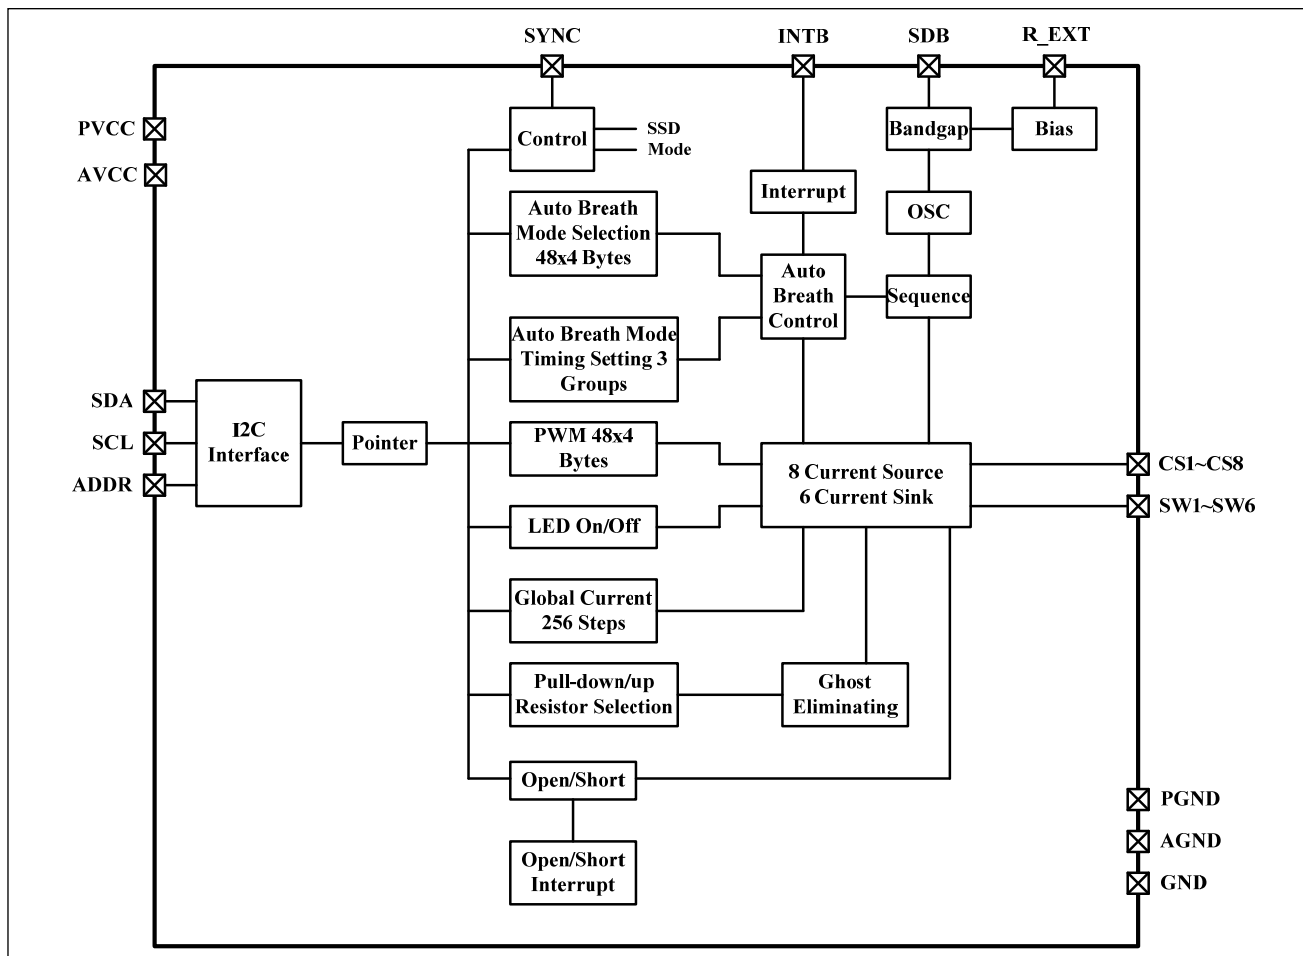 SYNC
INTB
SDB
R_EXT
PVCC
AVCC
Control
SSD
Mode
Bandgap
Bias
Interrupt
OSC
Auto Breath
Mode Selection
48x4 Bytes
Auto
Breath
Control
Sequence
Auto Breath Mode
Timing Setting 3
Groups
SDA
SCL
ADDR
I2C
Interface
Pointer
PWM 48x4
Bytes
8 Current Source
6 Current Sink
CS1~CS8
SW1~SW6
LED On/Off
Global Current
256 Steps
Pull-down/up
Resistor Selection
Ghost
Eliminating
Open/Short
Open/Short
Interrupt
PGND
AGND
GND